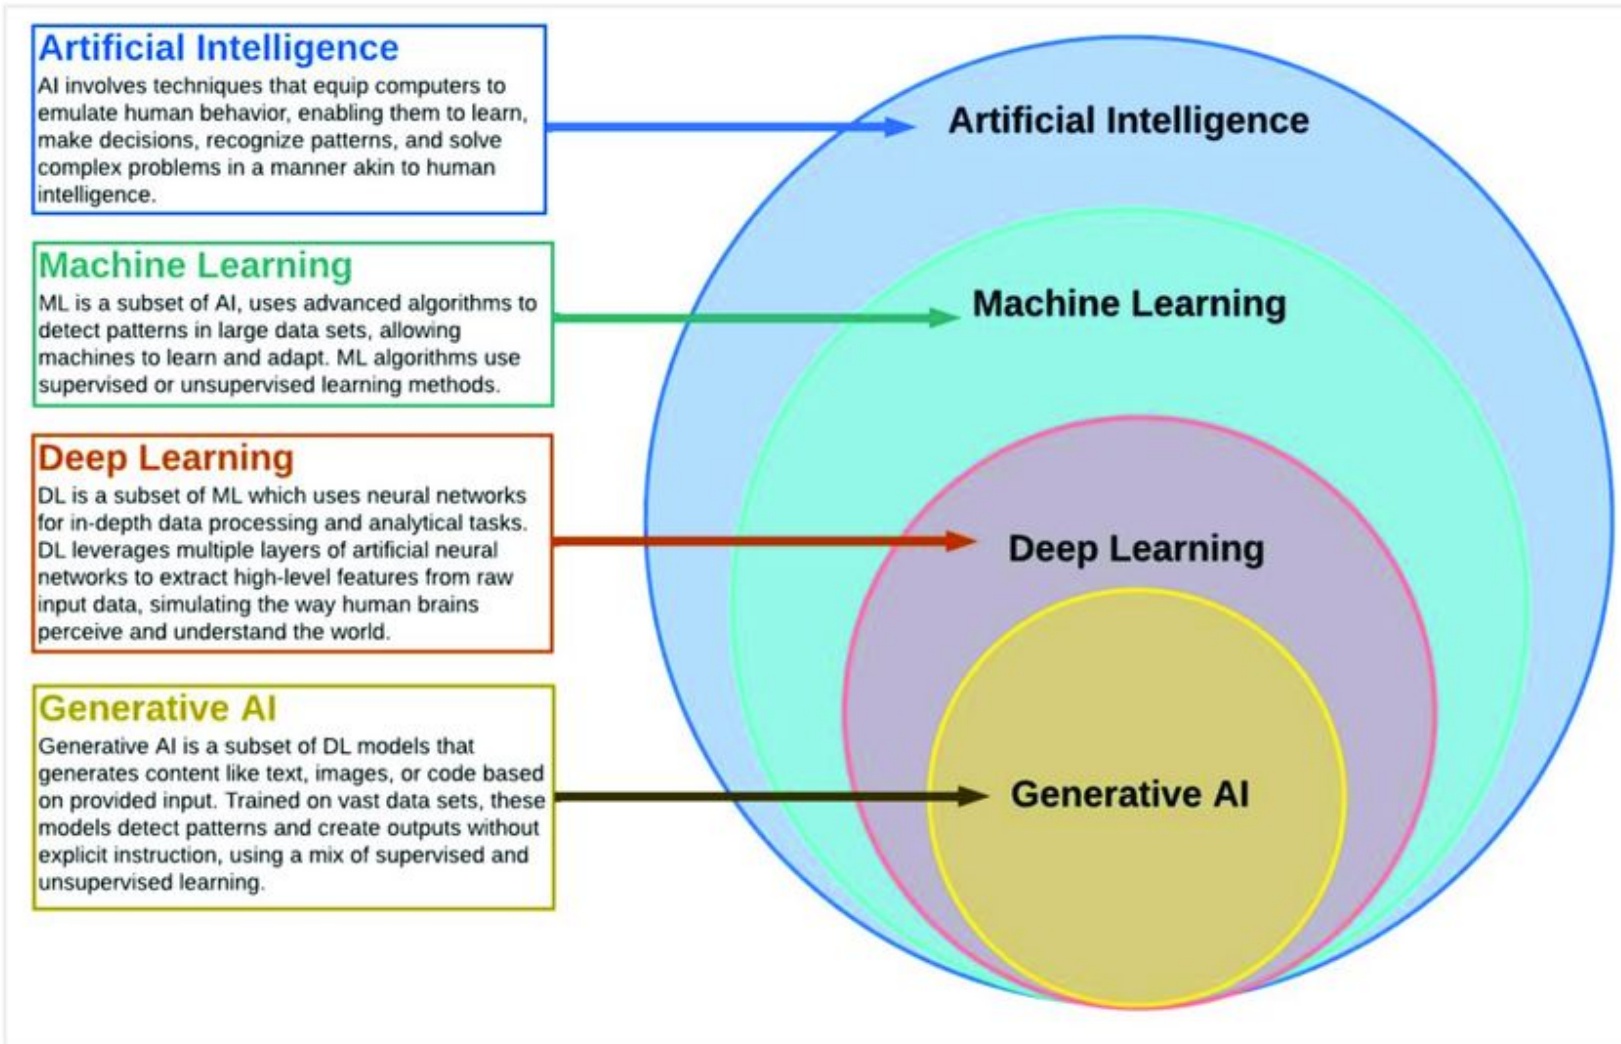 Artificial Intelligence
AI involves techniques that equip computers to
emulate human behavior, enabling them to learn,
make decisions, recognize patterns, and solve
complex problems in a manner akin to human
intelligence.
Machine Learning
ML is a subset of AI, uses advanced algorithms to
detect patterns in large data sets, allowing
machines to learn and adapt. ML algorithms use
supervised or unsupervised learning methods.
Deep Learning
DL is a subset of ML which uses neural networks
for in-depth data processing and analytical tasks.
DL leverages multiple layers of artificial neural
networks to extract high-level features from raw
input data, simulating the way human brains
perceive and understand the world.
Generative AI
Generative AI is a subset of DL models that
generates content like text, images, or code based
on provided input. Trained on vast data sets, these
models detect patterns and create outputs without
explicit instruction, using a mix of supervised and
unsupervised learning.
Artificial Intelligence
Machine Learning
Deep Learning
Generative AI